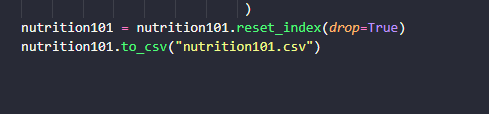 )
nutrition101 = nutrition101.reset_index(drop=True)
nutrition101.to_csv("nutrition101.csv")